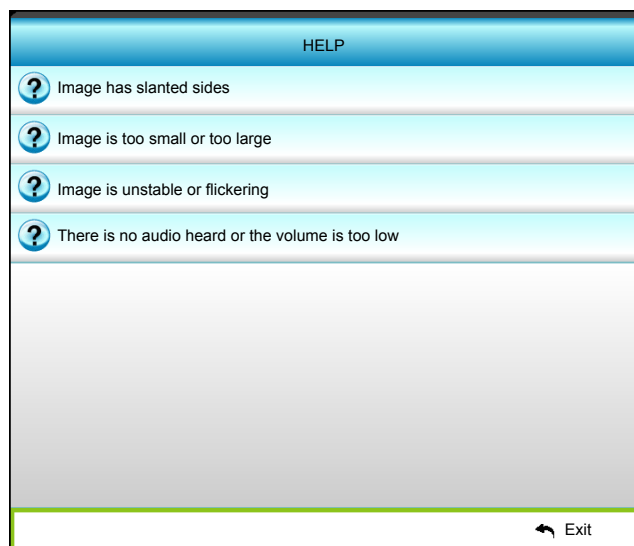 HELP
Image has slanted sides
Image is too small or too large
Image is unstable or flickering
There is no audio heard or the volume is too low
Exit